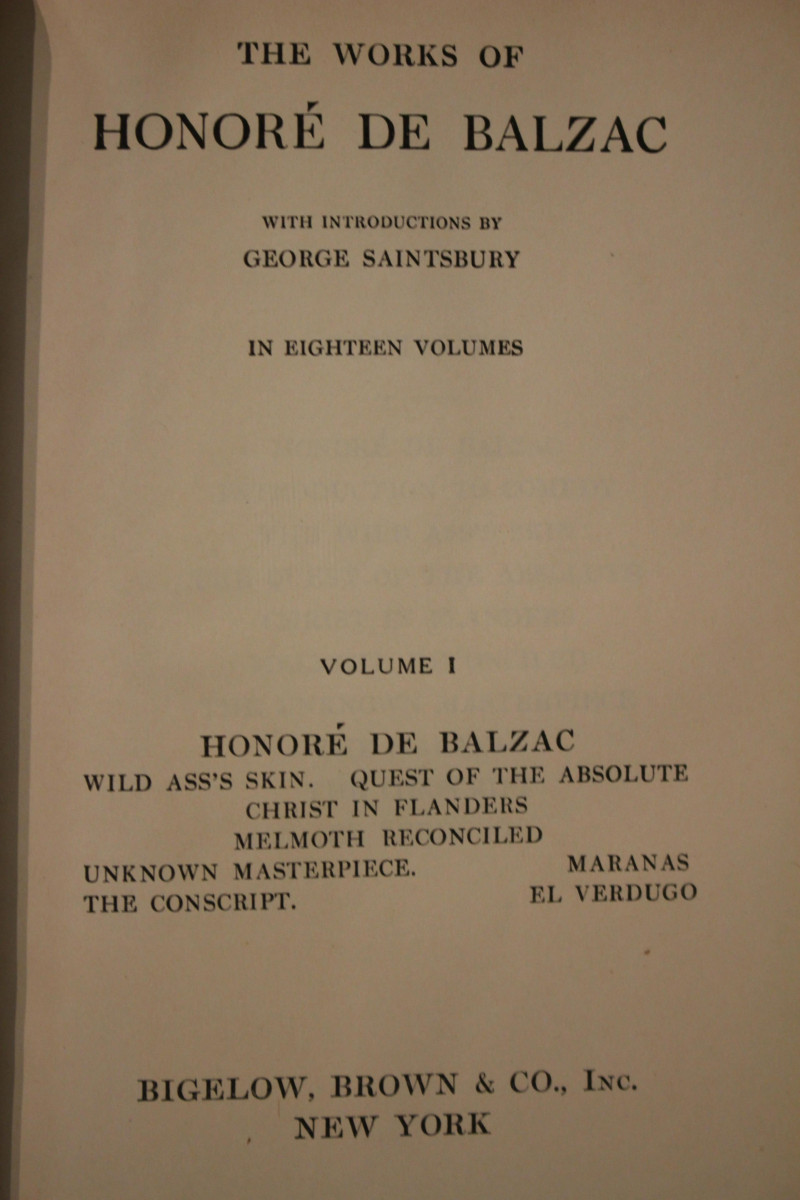 THE WORKS OF
HONORÉ DE BALZAC
WITH INTRODUCTIONS BY
GEORGE SAINTSBURY
IN EIGHTEEN VOLUMES
VOLUME I
HONORÉ DE BALZAC
WILD ASS'S SKIN. QUEST OF THE ABSOLUTE
CHRIST IN FLANDERS
MELMOTH RECONCILED
UNKNOWN MASTERPIECE. MARANAS
THE CONSCRIPT. EL VERDUGO
BIGELOW, BROWN & CO., INC.
NEW YORK